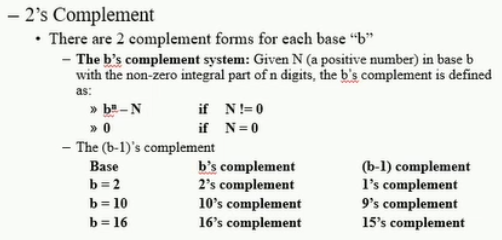 – 2's Complement
• There are 2 complement forms for each base “b”
– The b's complement system: Given N (a positive number) in base b
with the non-zero integral part of n digits, the b's complement is defined
as:
» bⁿ – N if N != 0
» 0 if N = 0
– The (b-1)'s complement
Base b's complement (b-1) complement
b = 2 2's complement 1's complement
b = 10 10's complement 9's complement
b = 16 16's complement 15's complement